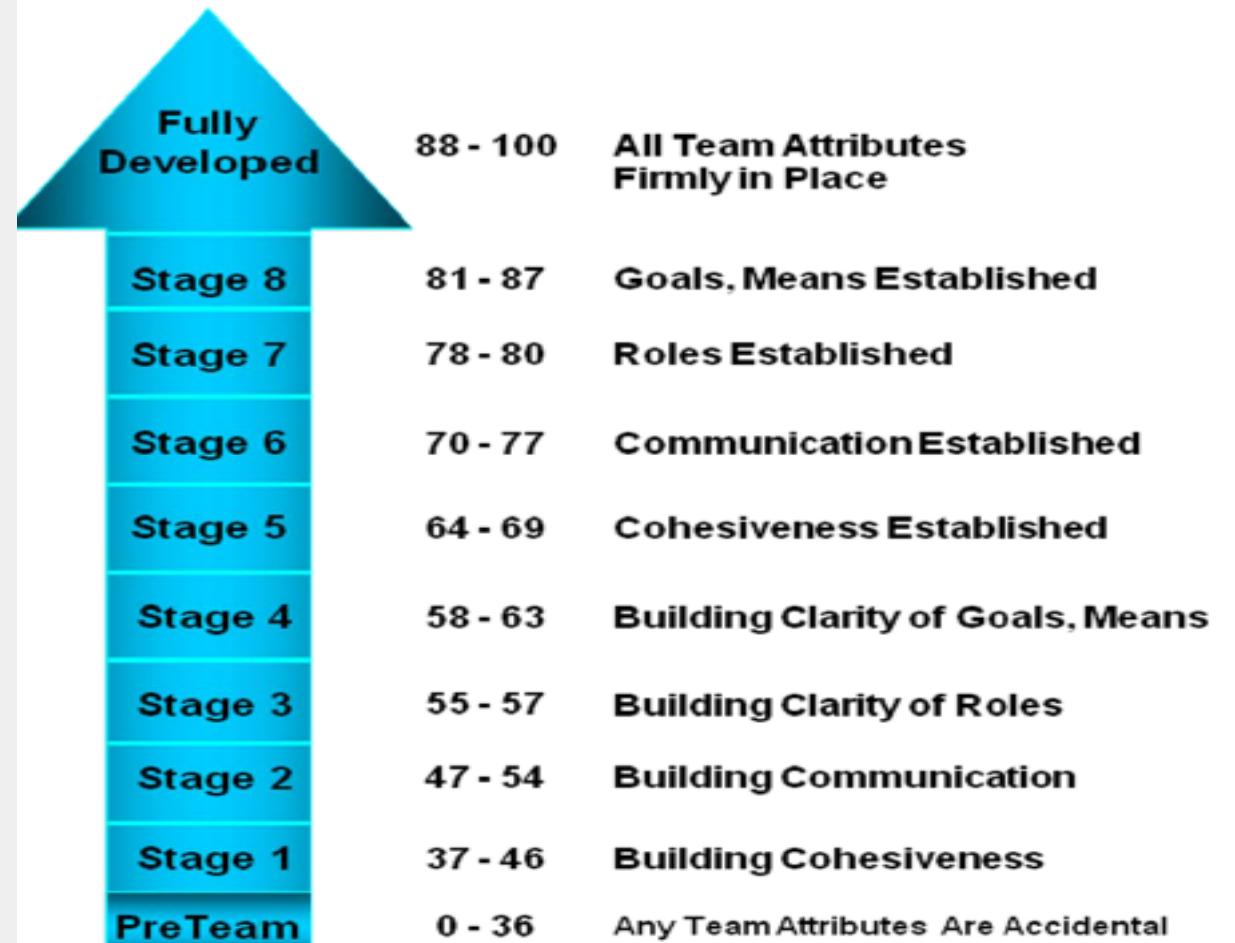 Fully
Developed
88 - 100
All Team Attributes
Firmly in Place
Stage 8 81 - 87 Goals, Means Established
Stage 7 78 - 80 Roles Established
Stage 6 70 - 77 Communication Established
Stage 5 64 - 69 Cohesiveness Established
Stage 4 58 - 63 Building Clarity of Goals, Means
Stage 3 55 - 57 Building Clarity of Roles
Stage 2 47 - 54 Building Communication
Stage 1 37 - 46 Building Cohesiveness
PreTeam 0 - 36 Any Team Attributes Are Accidental